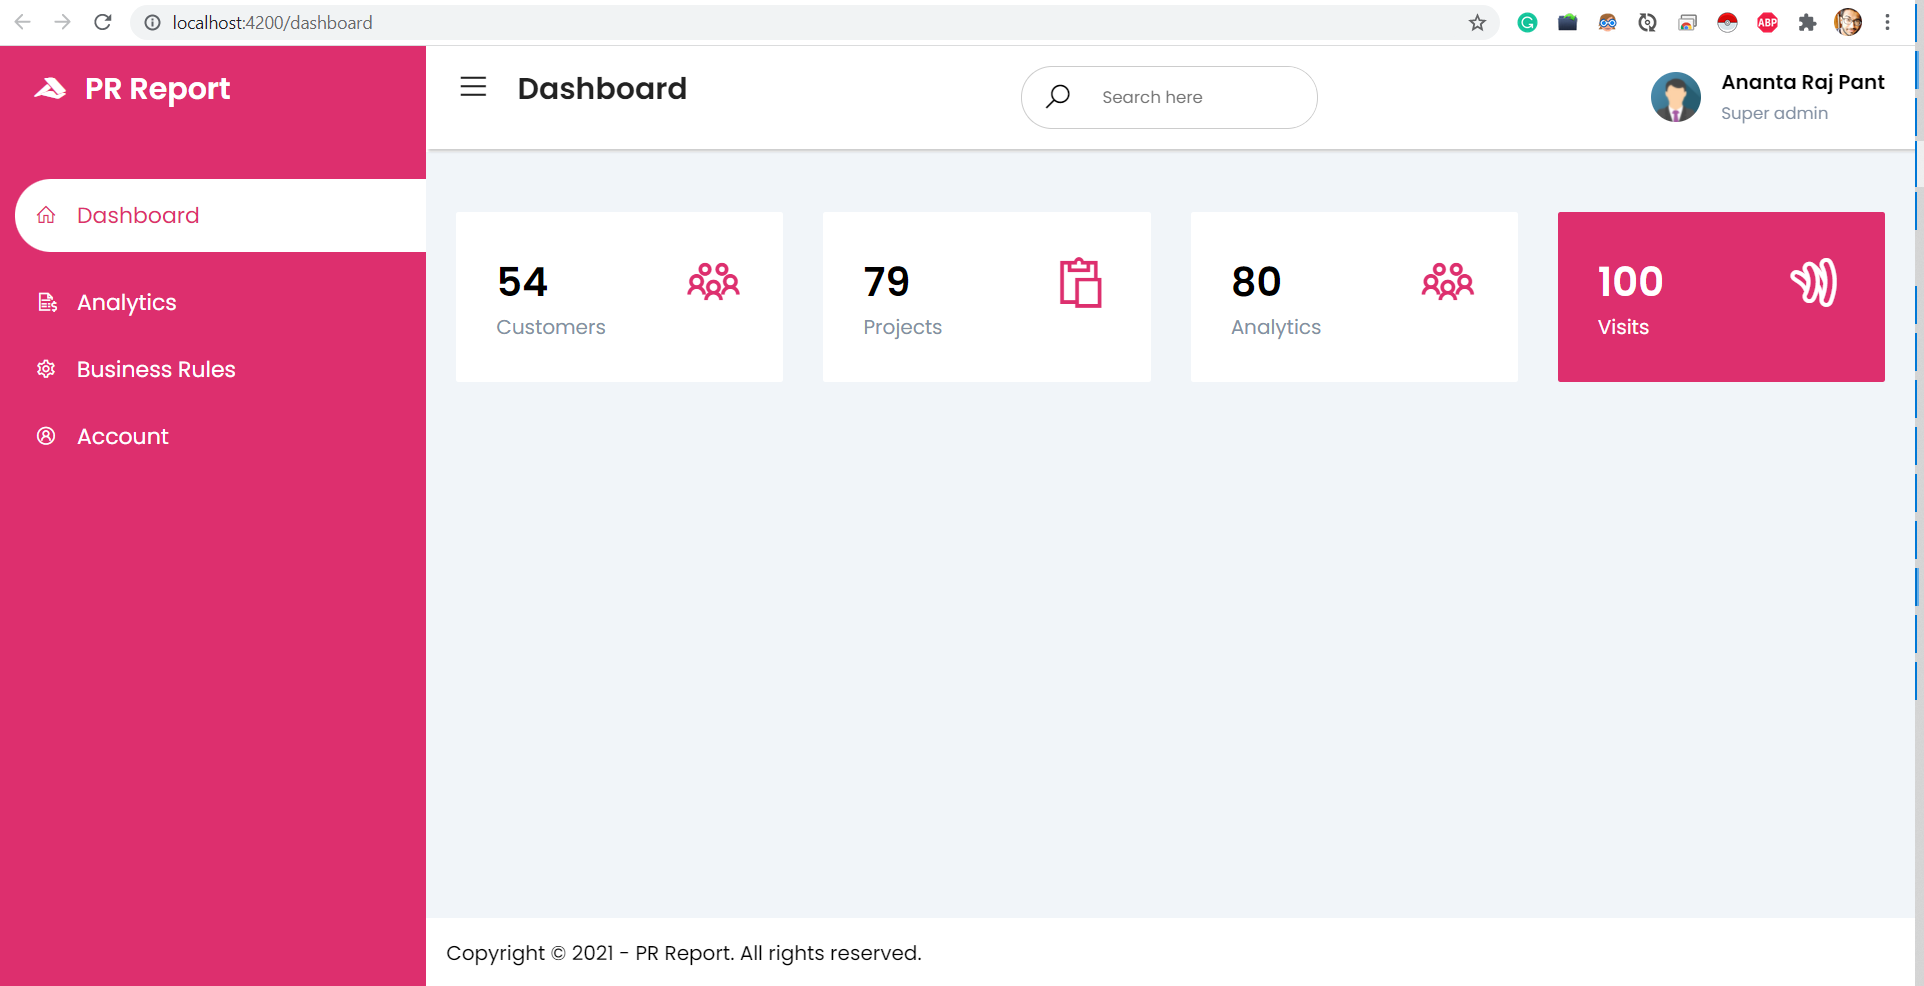 localhost:4200/dashboard
ABP
PR Report
Dashboard
Search here
Ananta Raj Pant
Super admin
Dashboard
Analytics
Business Rules
Account
54
Customers
79
Projects
80
Analytics
100
Visits
Copyright © 2021 - PR Report. All rights reserved.